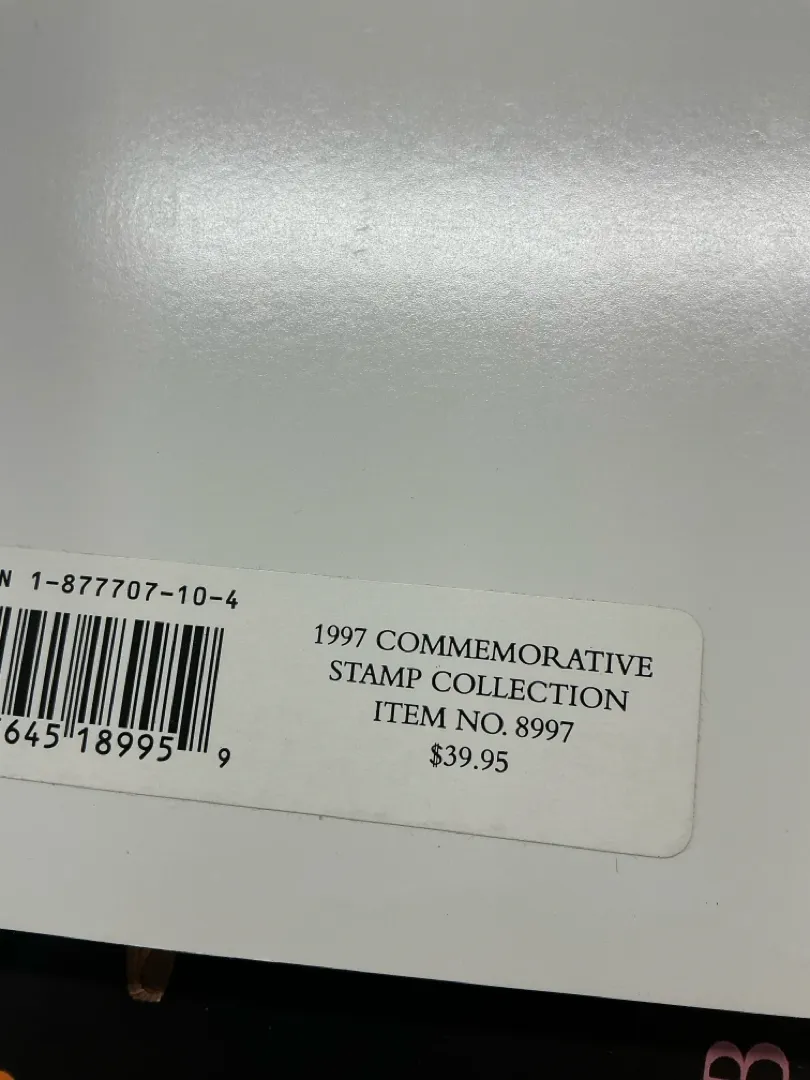 N 1-877707-10-4
645 18995 9
1997 COMMEMORATIVE
STAMP COLLECTION
ITEM NO. 8997
$39.95
B